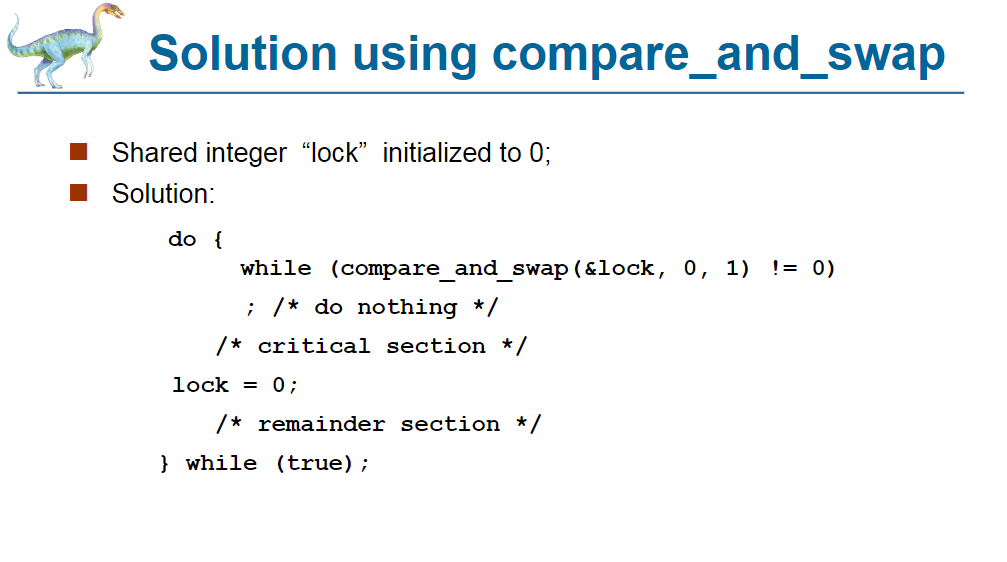 Solution using compare_and_swap
Shared integer “lock” initialized to 0;
Solution:
do {
while (compare_and_swap(&lock, 0, 1) != 0)
; /* do nothing */
/* critical section */
lock = 0;
/* remainder section */
} while (true);